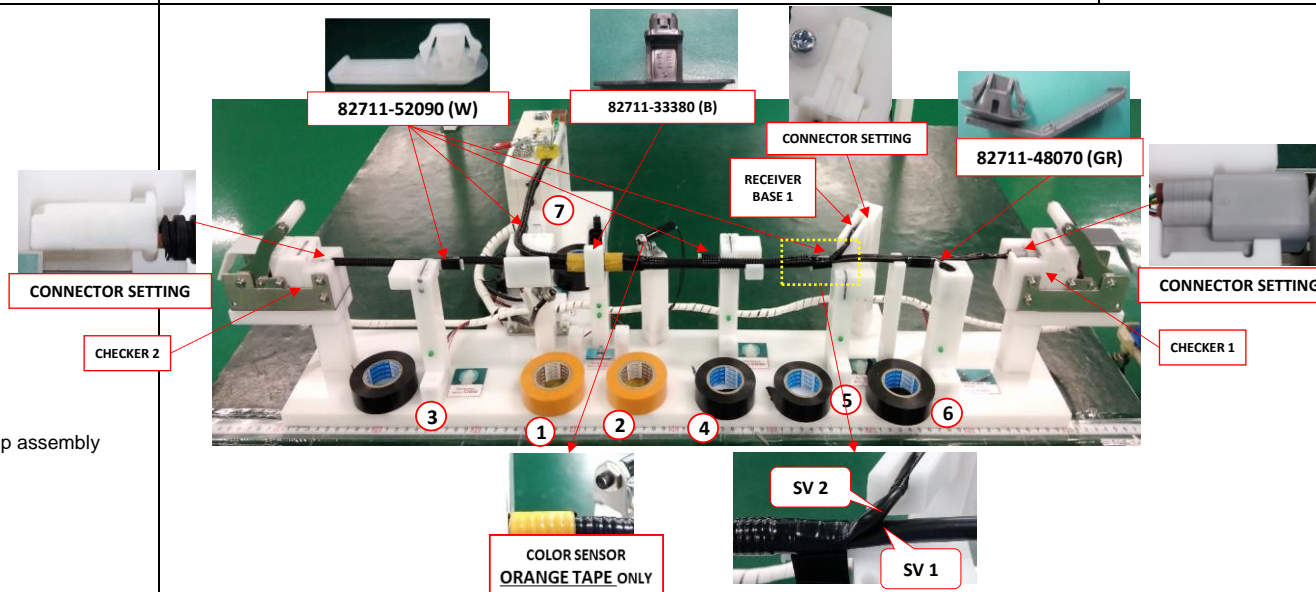 82711-52090 (W)
82711-33380 (B)
CONNECTOR SETTING
82711-48070 (GR)
RECEIVER
BASE 1
7
CONNECTOR SETTING
CONNECTOR SETTING
CHECKER 2
CHECKER 1
3
1
2
4
5
6
p assembly
SV 2
SV 1
COLOR SENSOR
ORANGE TAPE ONLY